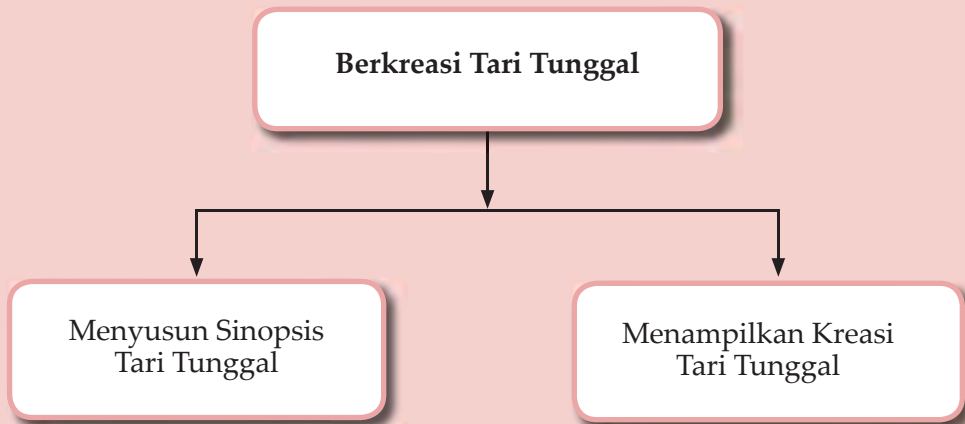 Berkreasi Tari Tunggal
Menyusun Sinopsis
Tari Tunggal
Menampilkan Kreasi
Tari Tunggal